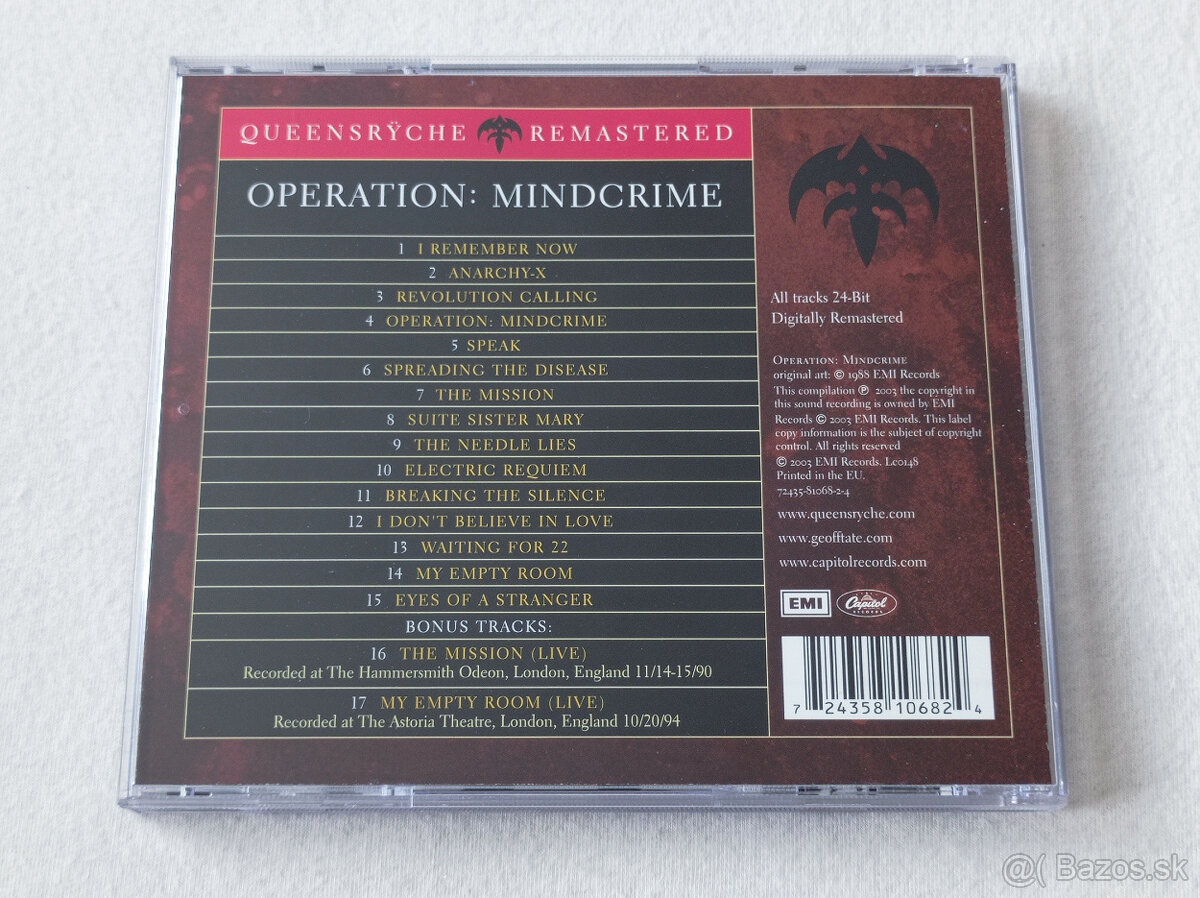 QUEENSRŸCHE REMASTERED
OPERATION: MINDCRIME
1 I REMEMBER NOW
2 ANARCHY-X
3 REVOLUTION CALLING
4 OPERATION: MINDCRIME
5 SPEAK
6 SPREADING THE DISEASE
7 THE MISSION
8 SUITE SISTER MARY
9 THE NEEDLE LIES
10 ELECTRIC REQUIEM
11 BREAKING THE SILENCE
12 I DON'T BELIEVE IN LOVE
13 WAITING FOR 22
14 MY EMPTY ROOM
15 EYES OF A STRANGER
BONUS TRACKS:
16 THE MISSION (LIVE)
Recorded at The Hammersmith Odeon, London, England 11/14-15/90
17 MY EMPTY ROOM (LIVE)
Recorded at The Astoria Theatre, London, England 10/20/94
All tracks 24-Bit
Digitally Remastered
OPERATION: MINDCRIME
original art: © 1988 EMI Records
This compilation ℗ 2003 the copyright in
this sound recording is owned by EMI
Records © 2003 EMI Records. This label
copy information is the subject of copyright
control. All rights reserved
© 2003 EMI Records. LC0148
Printed in the EU.
72435-81068-2-4
www.queensryche.com
www.geofftate.com
www.capitolrecords.com
EMI
Capitol
RECORDS
7 24358 10682 4
@( Bazos.sk